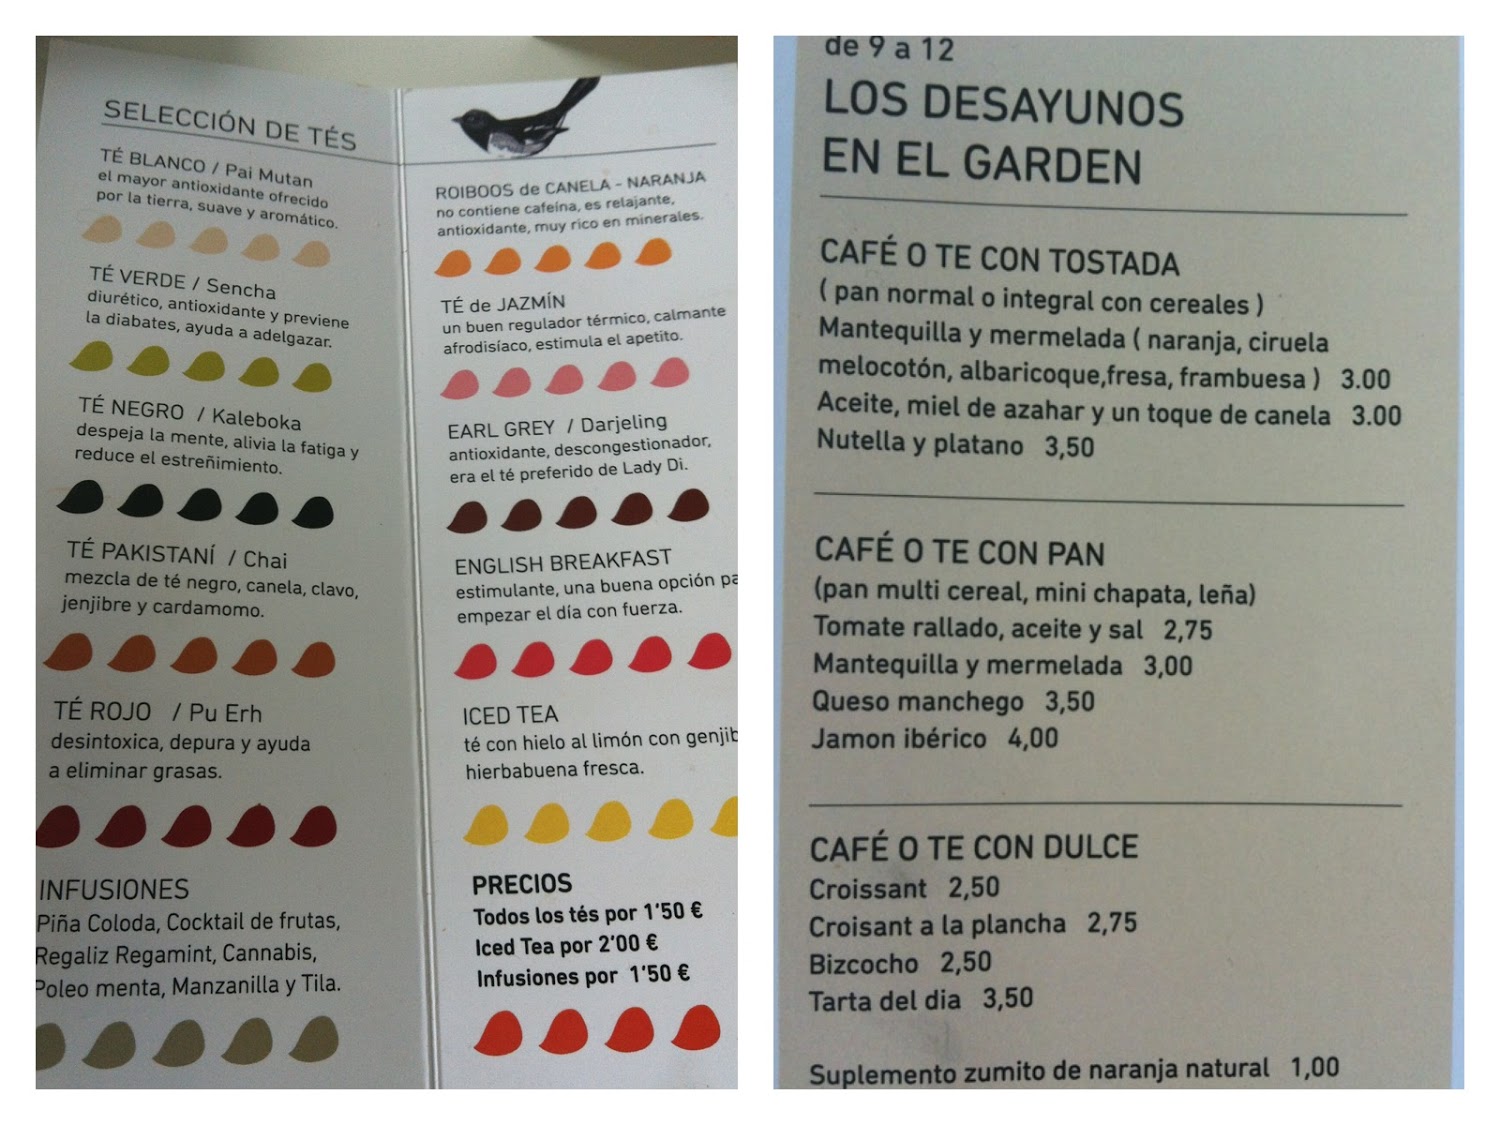 SELECCIÓN DE TÉS
TÉ BLANCO / Pai Mutan
el mayor antioxidante ofrecido
por la tierra, suave y aromático.
TÉ VERDE / Sencha
diurético, antioxidante y previene
la diabates, ayuda a adelgazar.
TÉ NEGRO / Kaleboka
despeja la mente, alivia la fatiga y
reduce el estreñimiento.
TÉ PAKISTANÍ / Chai
mezcla de té negro, canela, clavo,
jenjibre y cardamomo.
TÉ ROJO / Pu Erh
desintoxica, depura y ayuda
a eliminar grasas.
INFUSIONES
Piña Coloda, Cocktail de frutas,
Regaliz Regamint, Cannabis,
Poleo menta, Manzanilla y Tila.
ROIBOOS de CANELA - NARANJA
no contiene cafeína, es relajante,
antioxidante, muy rico en minerales.
TÉ de JAZMÍN
un buen regulador térmico, calmante
afrodisíaco, estimula el apetito.
EARL GREY / Darjeling
antioxidante, descongestionador,
era el té preferido de Lady Di.
ENGLISH BREAKFAST
estimulante, una buena opción pa
empezar el día con fuerza.
ICED TEA
té con hielo al limón con genjib
hierbabuena fresca.
PRECIOS
Todos los tés por 1'50 €
Iced Tea por 2'00 €
Infusiones por 1'50 €
de 9 a 12
LOS DESAYUNOS
EN EL GARDEN
CAFÉ O TE CON TOSTADA
( pan normal o integral con cereales )
Mantequilla y mermelada ( naranja, ciruela
melocotón, albaricoque,fresa, frambuesa ) 3.00
Aceite, miel de azahar y un toque de canela 3.00
Nutella y platano 3,50
CAFÉ O TE CON PAN
(pan multi cereal, mini chapata, leña)
Tomate rallado, aceite y sal 2,75
Mantequilla y mermelada 3,00
Queso manchego 3,50
Jamon ibérico 4,00
CAFÉ O TE CON DULCE
Croissant 2,50
Croisant a la plancha 2,75
Bizcocho 2,50
Tarta del dia 3,50
Suplemento zumito de naranja natural 1,00